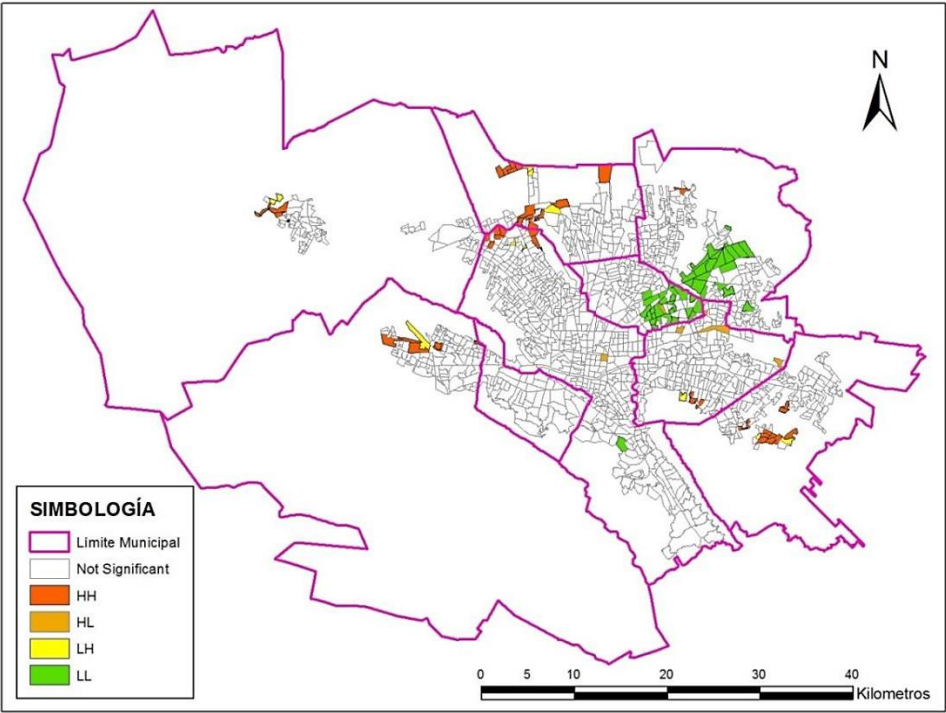 N
SIMBOLOGÍA
Límite Municipal
Not Significant
HH
HL
LH
LL
0 5 10 20 30 40
Kilometros